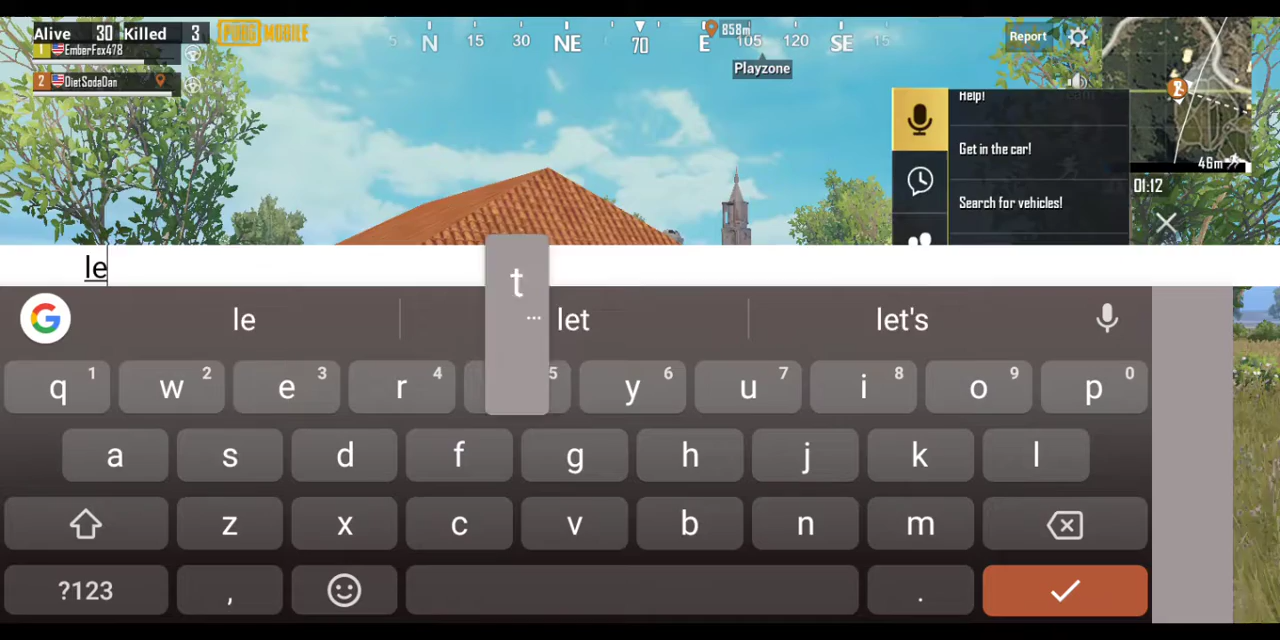 Alive 30 Killed 3
PUBG MOBILE
1 EmberFox478
2 DietSodaDan
5 N 15 30 NE 70 E 105 120 SE 15
858m
Playzone
Report
Help!
Get in the car!
Search for vehicles!
46m
01:12
le
t
...
le let let's
q 1 w 2 e 3 r 4 5 y 6 u 7 i 8 o 9 p 0
a s d f g h j k l
z x c v b n m
?123 , .